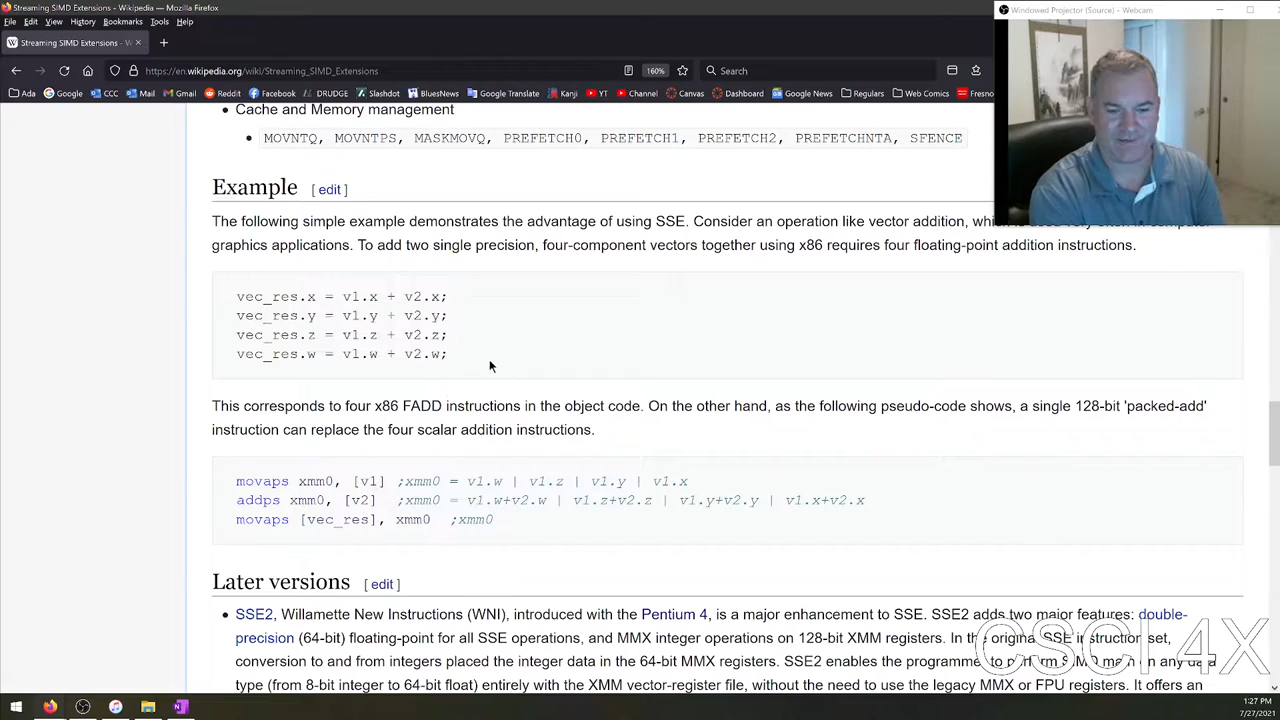 Streaming SIMD Extensions - Wikipedia — Mozilla Firefox
File Edit View History Bookmarks Tools Help
Windowed Projector (Source) - Webcam
Streaming SIMD Extensions - W
https://en.wikipedia.org/wiki/Streaming_SIMD_Extensions
160%
Search
Ada Google CCC Mail Gmail Reddit FaceBook DRUDGE Slashdot BluesNews Google Translate Kanji YT Channel Canvas Dashboard Google News Regulars Web Comics Fresno
• Cache and Memory management
• MOVNTQ, MOVNTPS, MASKMOVQ, PREFETCH0, PREFETCH1, PREFETCH2, PREFETCHNTA, SFENCE
Example [ edit ]
The following simple example demonstrates the advantage of using SSE. Consider an operation like vector addition,
graphics applications. To add two single precision, four-component vectors together using x86 requires four floating-point addition instructions.
vec_res.x = v1.x + v2.x;
vec_res.y = v1.y + v2.y;
vec_res.z = v1.z + v2.z;
vec_res.w = v1.w + v2.w;
This corresponds to four x86 FADD instructions in the object code. On the other hand, as the following pseudo-code shows, a single 128-bit 'packed-add'
instruction can replace the four scalar addition instructions.
movaps xmm0, [v1] ;xmm0 = v1.w | v1.z | v1.y | v1.x
addps xmm0, [v2] ;xmm0 = v1.w+v2.w | v1.z+v2.z | v1.y+v2.y | v1.x+v2.x
movaps [vec_res], xmm0 ;xmm0
Later versions [ edit ]
• SSE2, Willamette New Instructions (WNI), introduced with the Pentium 4, is a major enhancement to SSE. SSE2 adds two major features: double-
precision (64-bit) floating-point for all SSE operations, and MMX integer operations on 128-bit XMM registers. In the original SSE instruction set,
conversion to and from integers placed the integer data in the 64-bit MMX registers. SSE2 enables the programmer to perform SIMD math on any data
type (from 8-bit integer to 64-bit float) entirely with the XMM vector-register file, without the need to use the legacy MMX or FPU registers. It offers an
CSCI 4X
1:27 PM
7/27/2021